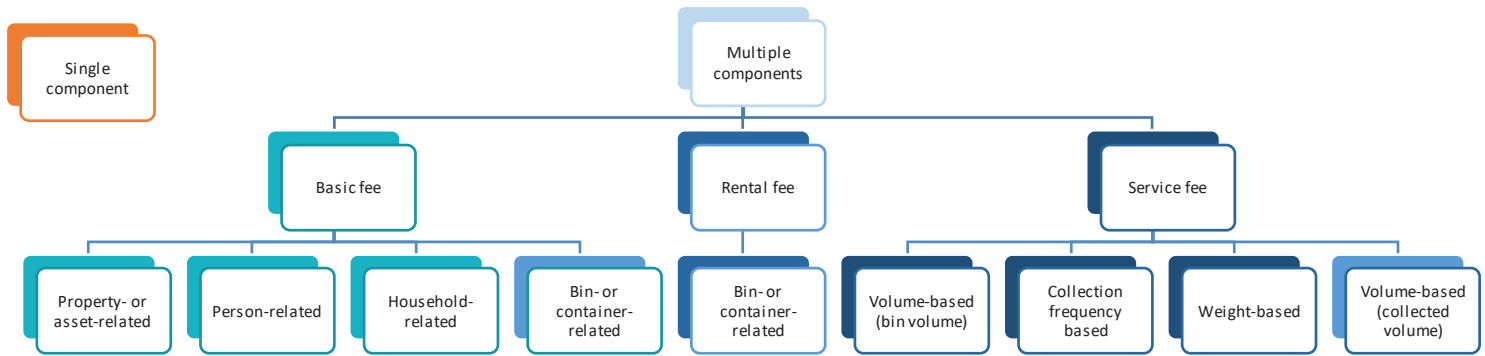 Single
component
Multiple
components
Basic fee
Rental fee
Service fee
Property- or
asset-related
Person-related
Household-
related
Bin- or
container-
related
Bin- or
container-
related
Volume-based
(bin volume)
Collection
frequency
based
Weight-based
Volume-based
(collected
volume)